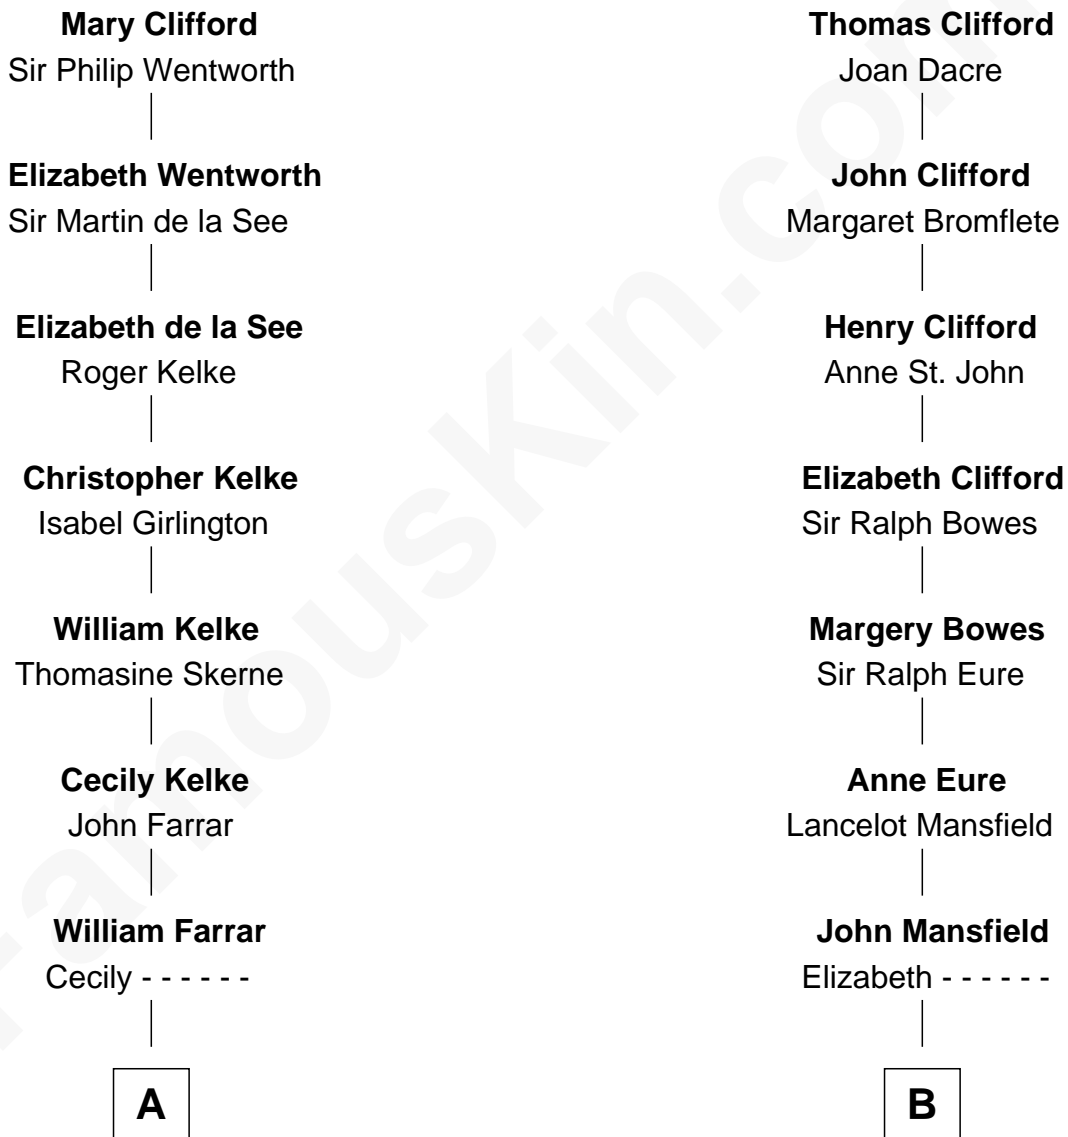 Mary Clifford
Sir Philip Wentworth
Elizabeth Wentworth
Sir Martin de la See
Elizabeth de la See
Roger Kelke
Christopher Kelke
Isabel Girlington
William Kelke
Thomasine Skerne
Cecily Kelke
John Farrar
William Farrar
Cecily - - - - - -
A
Thomas Clifford
Joan Dacre
John Clifford
Margaret Bromflete
Henry Clifford
Anne St. John
Elizabeth Clifford
Sir Ralph Bowes
Margery Bowes
Sir Ralph Eure
Anne Eure
Lancelot Mansfield
John Mansfield
Elizabeth - - - - - -
B
FamousKin.com